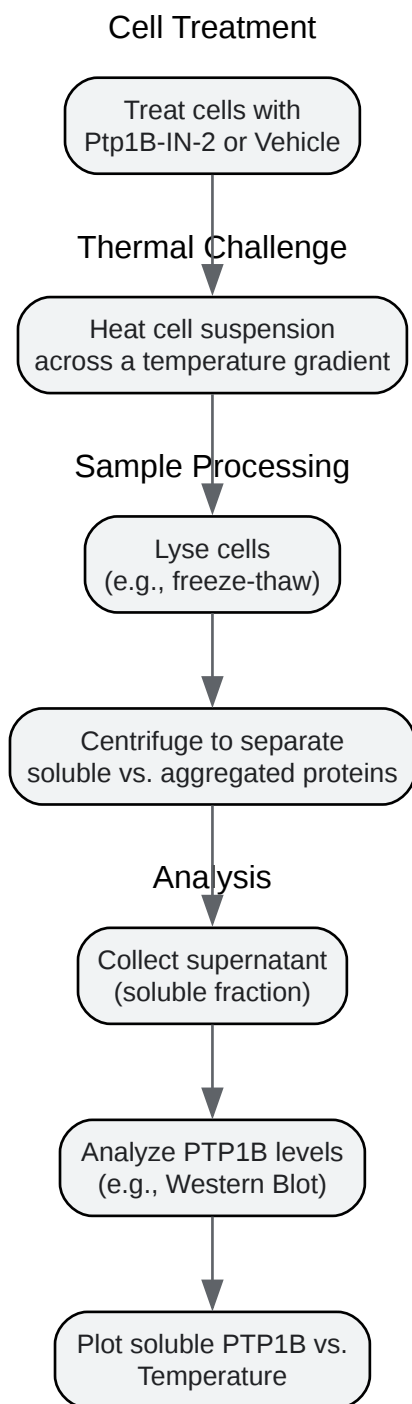 Cell Treatment
Treat cells with
Ptp1B-IN-2 or Vehicle
Thermal Challenge
Heat cell suspension
across a temperature gradient
Sample Processing
Lyse cells
(e.g., freeze-thaw)
Centrifuge to separate
soluble vs. aggregated proteins
Analysis
Collect supernatant
(soluble fraction)
Analyze PTP1B levels
(e.g., Western Blot)
Plot soluble PTP1B vs.
Temperature